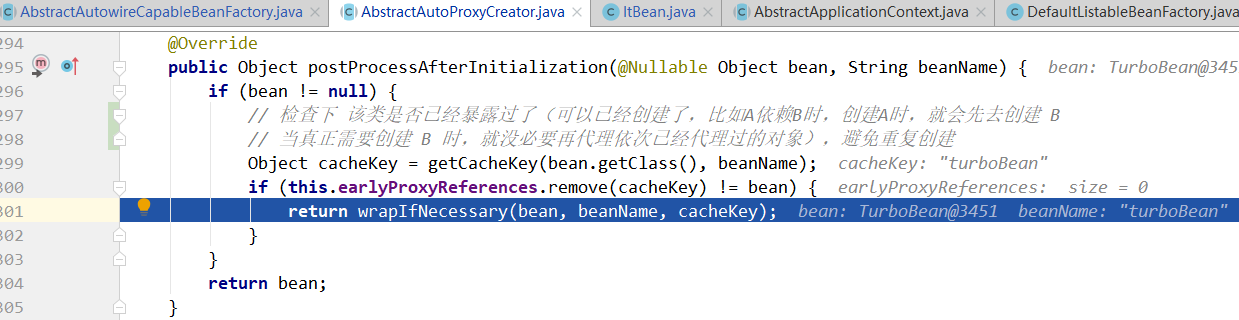 AbstractAutowireCapableBeanFactory.java × AbstractAutoProxyCreator.java × ItBean.java × AbstractApplicationContext.java × DefaultListableBeanFactory.java
294 @Override
295 public Object postProcessAfterInitialization(@Nullable Object bean, String beanName) { bean: TurboBean@345
296 if (bean != null) {
297 // 检查下 该类是否已经暴露过了（可以已经创建了，比如A依赖B时，创建A时，就会先去创建 B
298 // 当真正需要创建 B 时，就没必要再代理依次已经代理过的对象），避免重复创建
299 Object cacheKey = getCacheKey(bean.getClass(), beanName); cacheKey: "turboBean"
300 if (this.earlyProxyReferences.remove(cacheKey) != bean) { earlyProxyReferences: size = 0
301 return wrapIfNecessary(bean, beanName, cacheKey); bean: TurboBean@3451 beanName: "turboBean"
302 }
303 }
304 return bean;
305 }